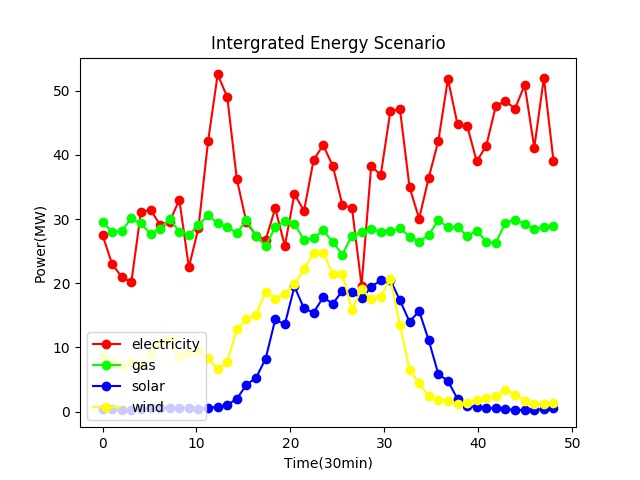 Intergrated Energy Scenario
Power(MW)
50
40
30
20
10
0
electricity
gas
solar
wind
0 10 20 30 40 50
Time(30min)